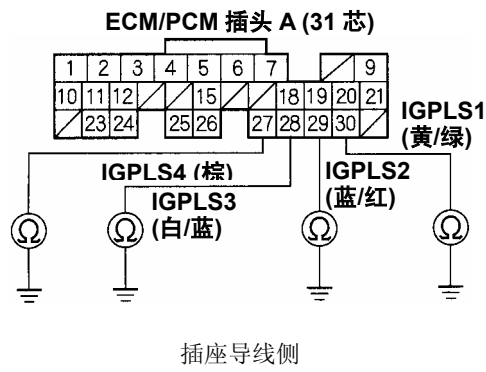 ECM/PCM 插头 A (31 芯)
1 2 3 4 5 6 7 9
10 11 12 15 18 19 20 21
23 24 25 26 27 28 29 30
IGPLS1
(黄/绿)
IGPLS4 (棕)
IGPLS2
(蓝/红)
IGPLS3
(白/蓝)
Ω Ω Ω Ω
插座导线侧